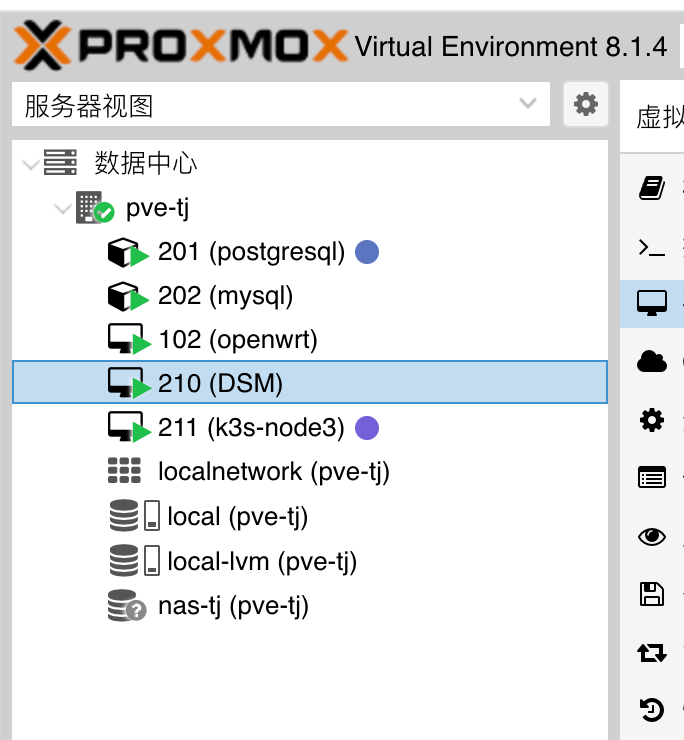 PROXMOX Virtual Environment 8.1.4
服务器视图
虚拟
数据中心
pve-tj
201 (postgresql)
202 (mysql)
102 (openwrt)
210 (DSM)
211 (k3s-node3)
localnetwork (pve-tj)
local (pve-tj)
local-lvm (pve-tj)
nas-tj (pve-tj)